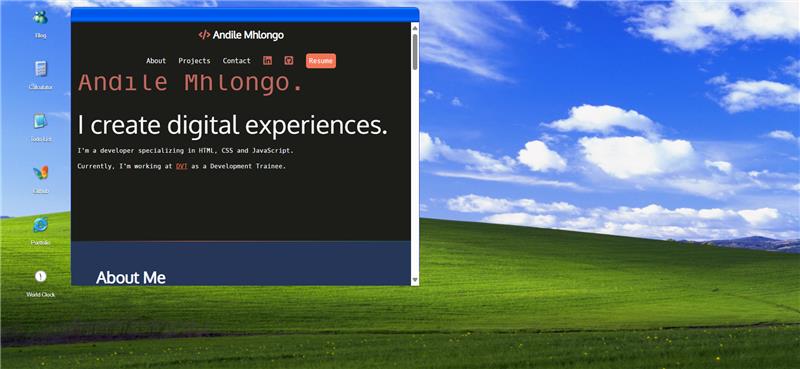 Blog
Calculator
Todo List
Github
Portfolio
World Clock
</> Andile Mhlongo
About Projects Contact Resume
Andile Mhlongo.
I create digital experiences.
I'm a developer specializing in HTML, CSS and JavaScript.
Currently, I'm working at DVT as a Development Trainee.
About Me